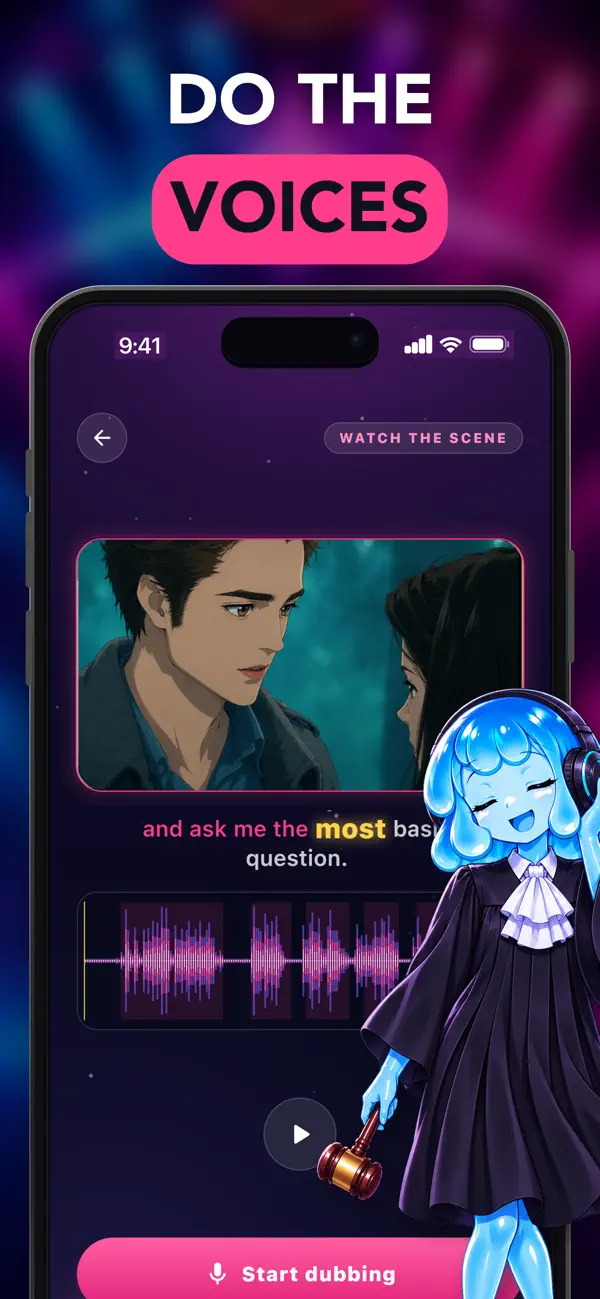 DO THE
VOICES
9:41
WATCH THE SCENE
and ask me the most
question.
Start dubbing